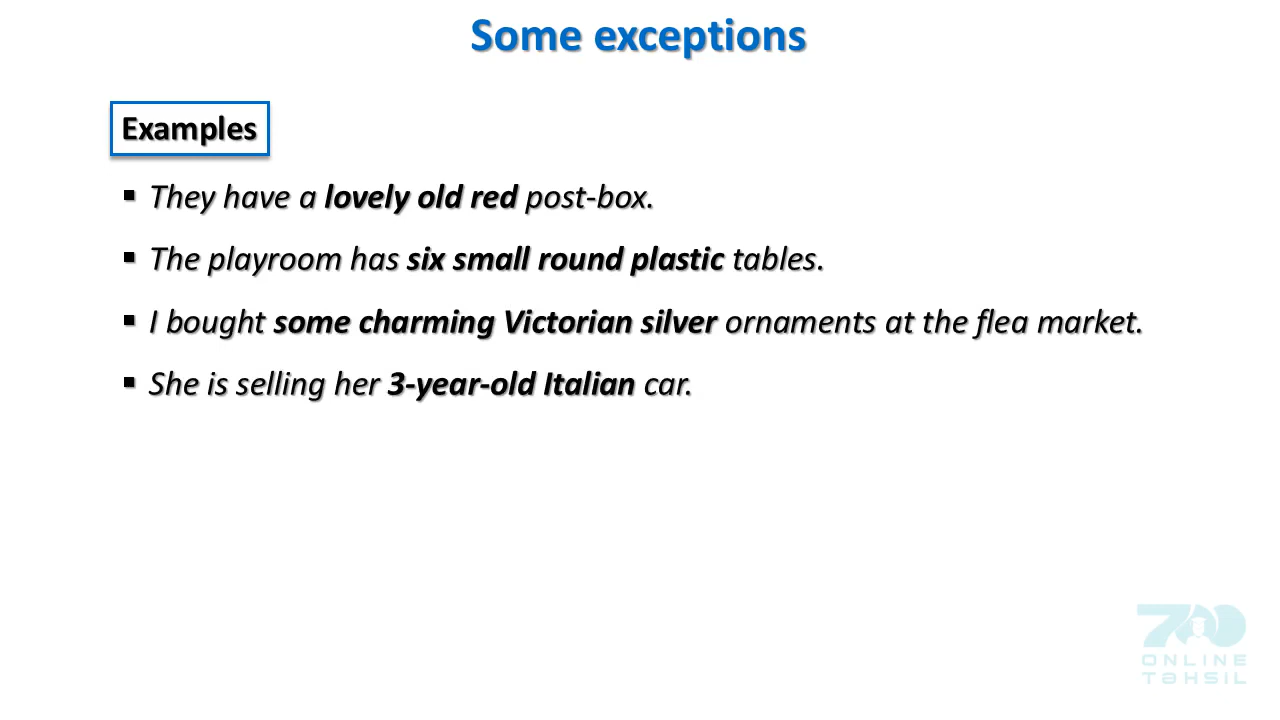 Some exceptions
Examples
▪ They have a lovely old red post-box.
▪ The playroom has six small round plastic tables.
▪ I bought some charming Victorian silver ornaments at the flea market.
▪ She is selling her 3-year-old Italian car.
700
ONLINE
TƏHSIL